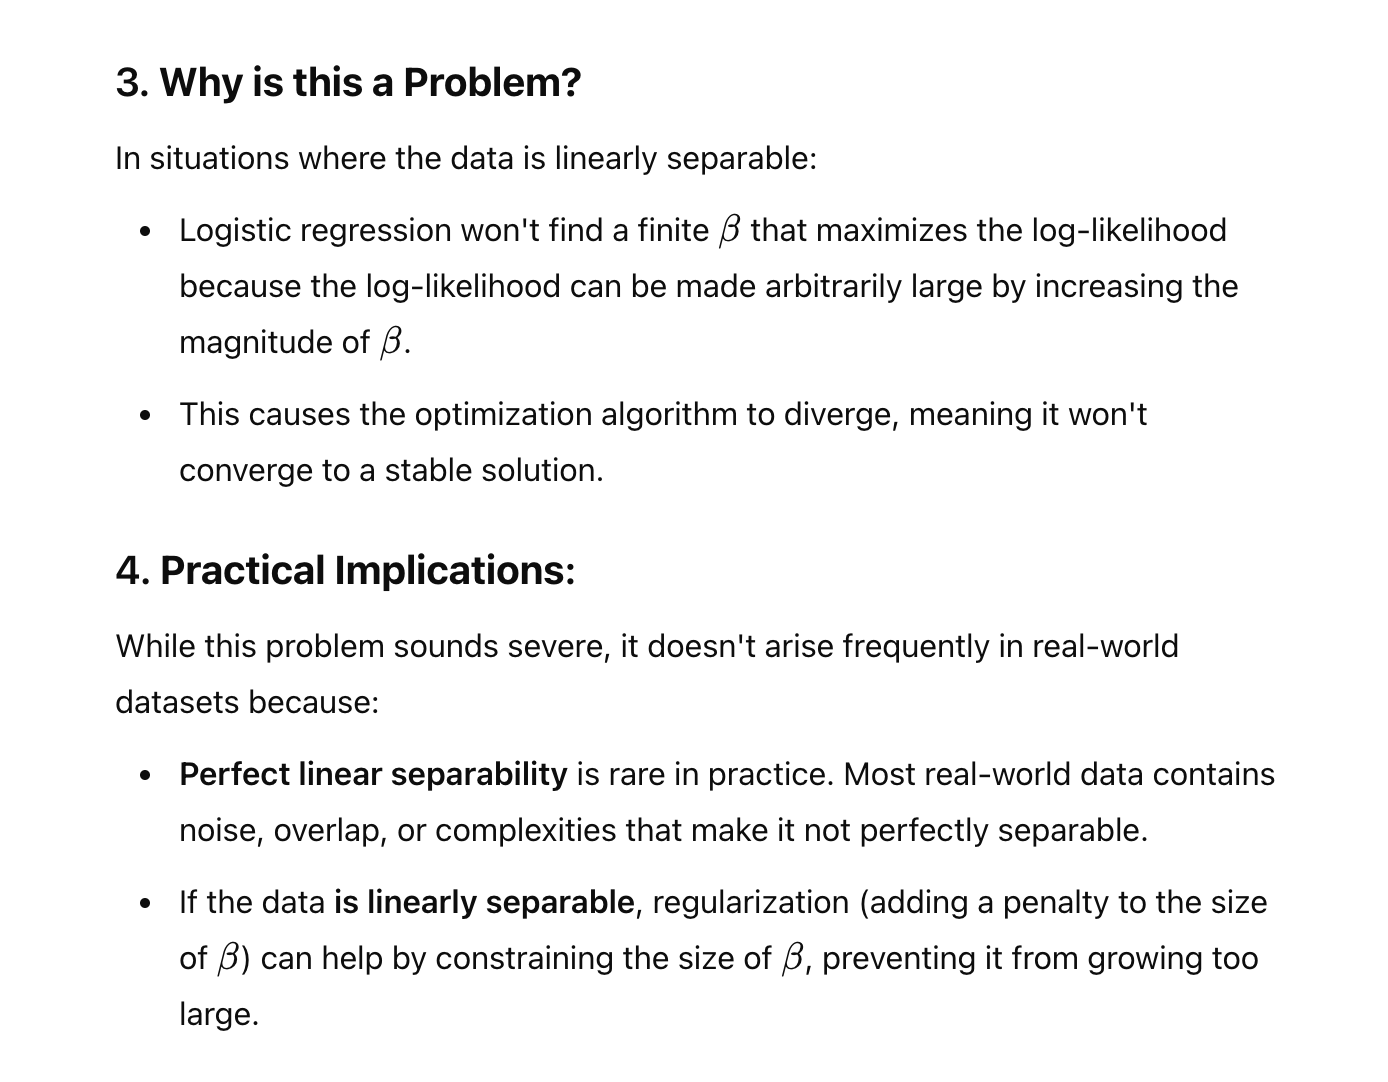 3. Why is this a Problem?
In situations where the data is linearly separable:
• Logistic regression won't find a finite β that maximizes the log-likelihood
because the log-likelihood can be made arbitrarily large by increasing the
magnitude of β.
• This causes the optimization algorithm to diverge, meaning it won't
converge to a stable solution.
4. Practical Implications:
While this problem sounds severe, it doesn't arise frequently in real-world
datasets because:
• Perfect linear separability is rare in practice. Most real-world data contains
noise, overlap, or complexities that make it not perfectly separable.
• If the data is linearly separable, regularization (adding a penalty to the size
of β) can help by constraining the size of β, preventing it from growing too
large.